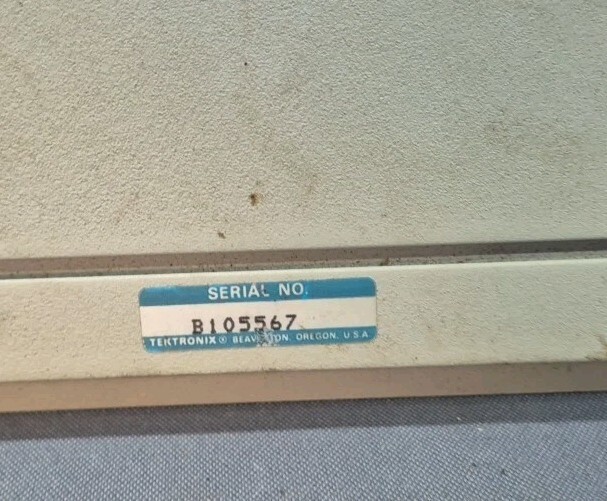 SERIAL NO.
B105567
TEKTRONIX® BEAVERTON, OREGON, U.S.A.